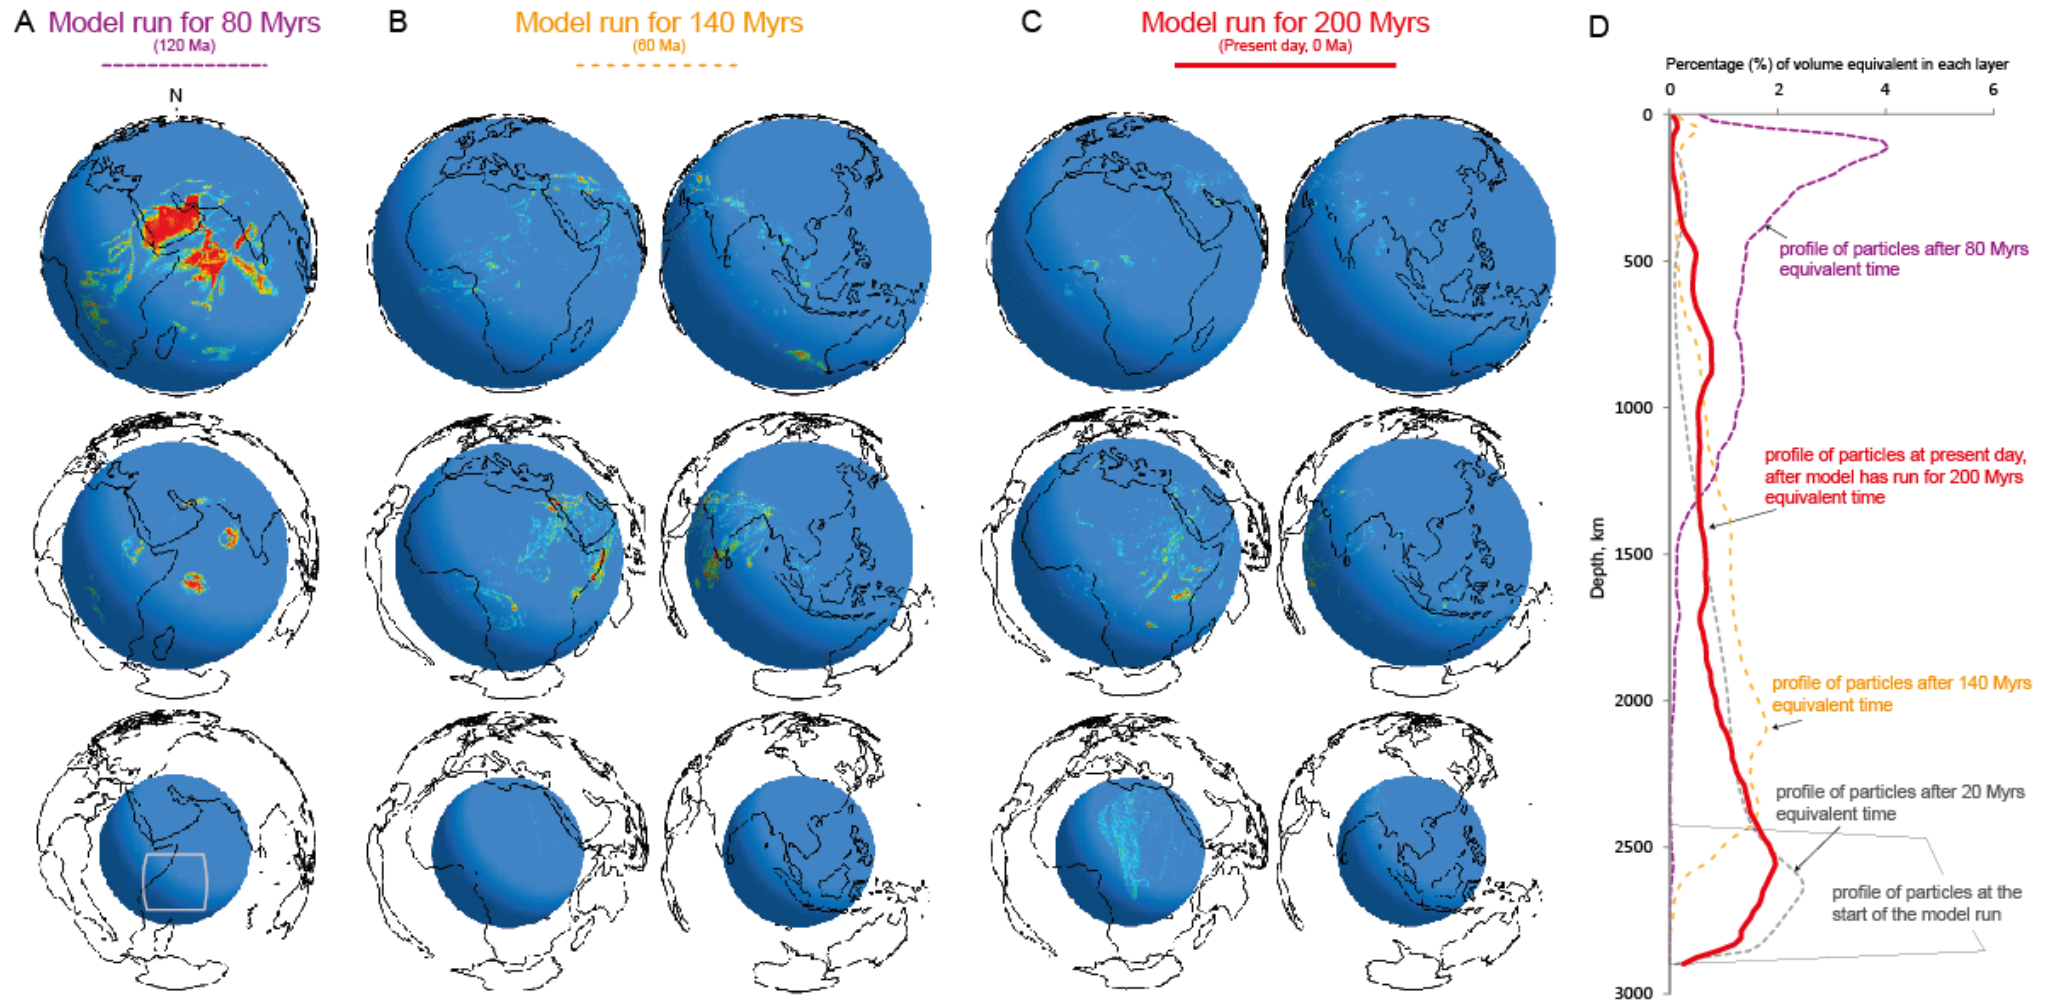 A Model run for 80 Myrs
(120 Ma)
N
B Model run for 140 Myrs
(60 Ma)
C Model run for 200 Myrs
(Present day, 0 Ma)
D
Percentage (%) of volume equivalent in each layer
0 2 4 6
0
500
1000
1500
2000
2500
3000
Depth, km
profile of particles after 80 Myrs
equivalent time
profile of particles at present day,
after model has run for 200 Myrs
equivalent time
profile of particles after 140 Myrs
equivalent time
profile of particles after 20 Myrs
equivalent time
profile of particles at the
start of the model run